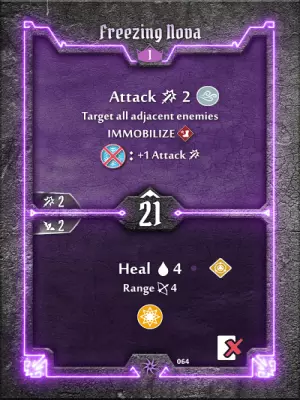 Freezing Nova
1
Attack 2
Target all adjacent enemies
IMMOBILIZE
: +1 Attack
2
21
2
Heal 4
Range 4
064